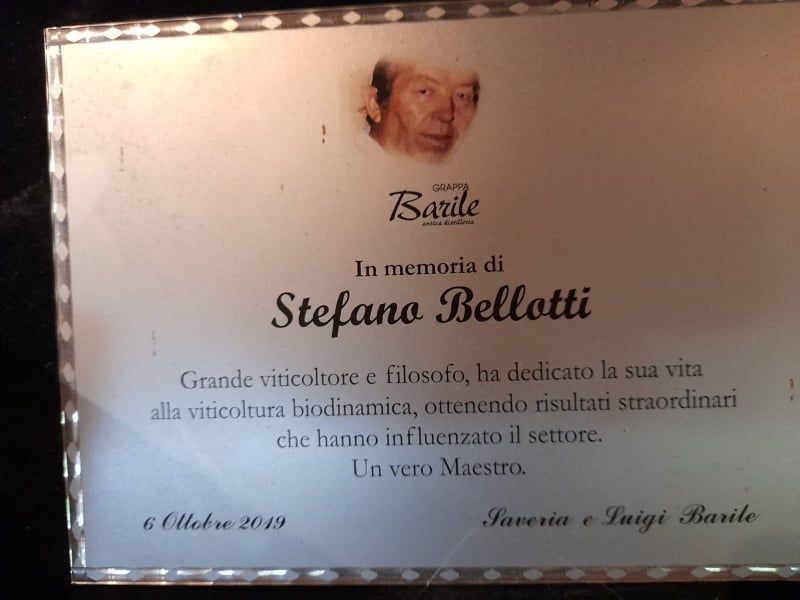 GRAPPA
Barile
antica distilleria
In memoria di
Stefano Bellotti
Grande viticoltore e filosofo, ha dedicato la sua vita
alla viticoltura biodinamica, ottenendo risultati straordinari
che hanno influenzato il settore.
Un vero Maestro.
6 Ottobre 2019 Saveria e Luigi Barile